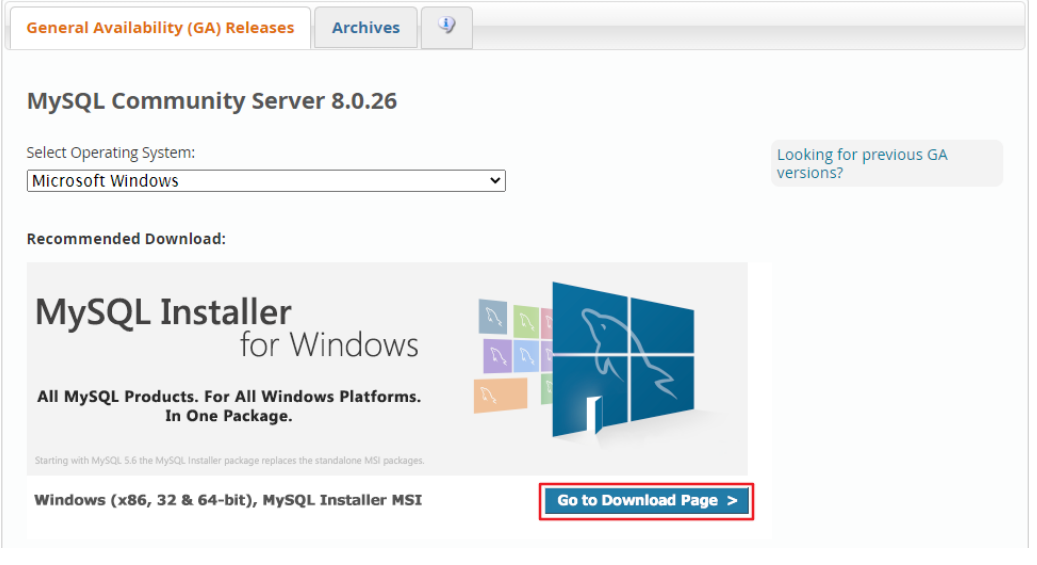 General Availability (GA) Releases
Archives
MySQL Community Server 8.0.26
Select Operating System:
Looking for previous GA
versions?
Microsoft Windows
Recommended Download:
MySQL Installer
for Windows
All MySQL Products. For All Windows Platforms.
In One Package.
Starting with MySQL 5.6 the MySQL Installer package replaces the standalone MSI packages.
Windows (x86, 32 & 64-bit), MySQL Installer MSI
Go to Download Page >